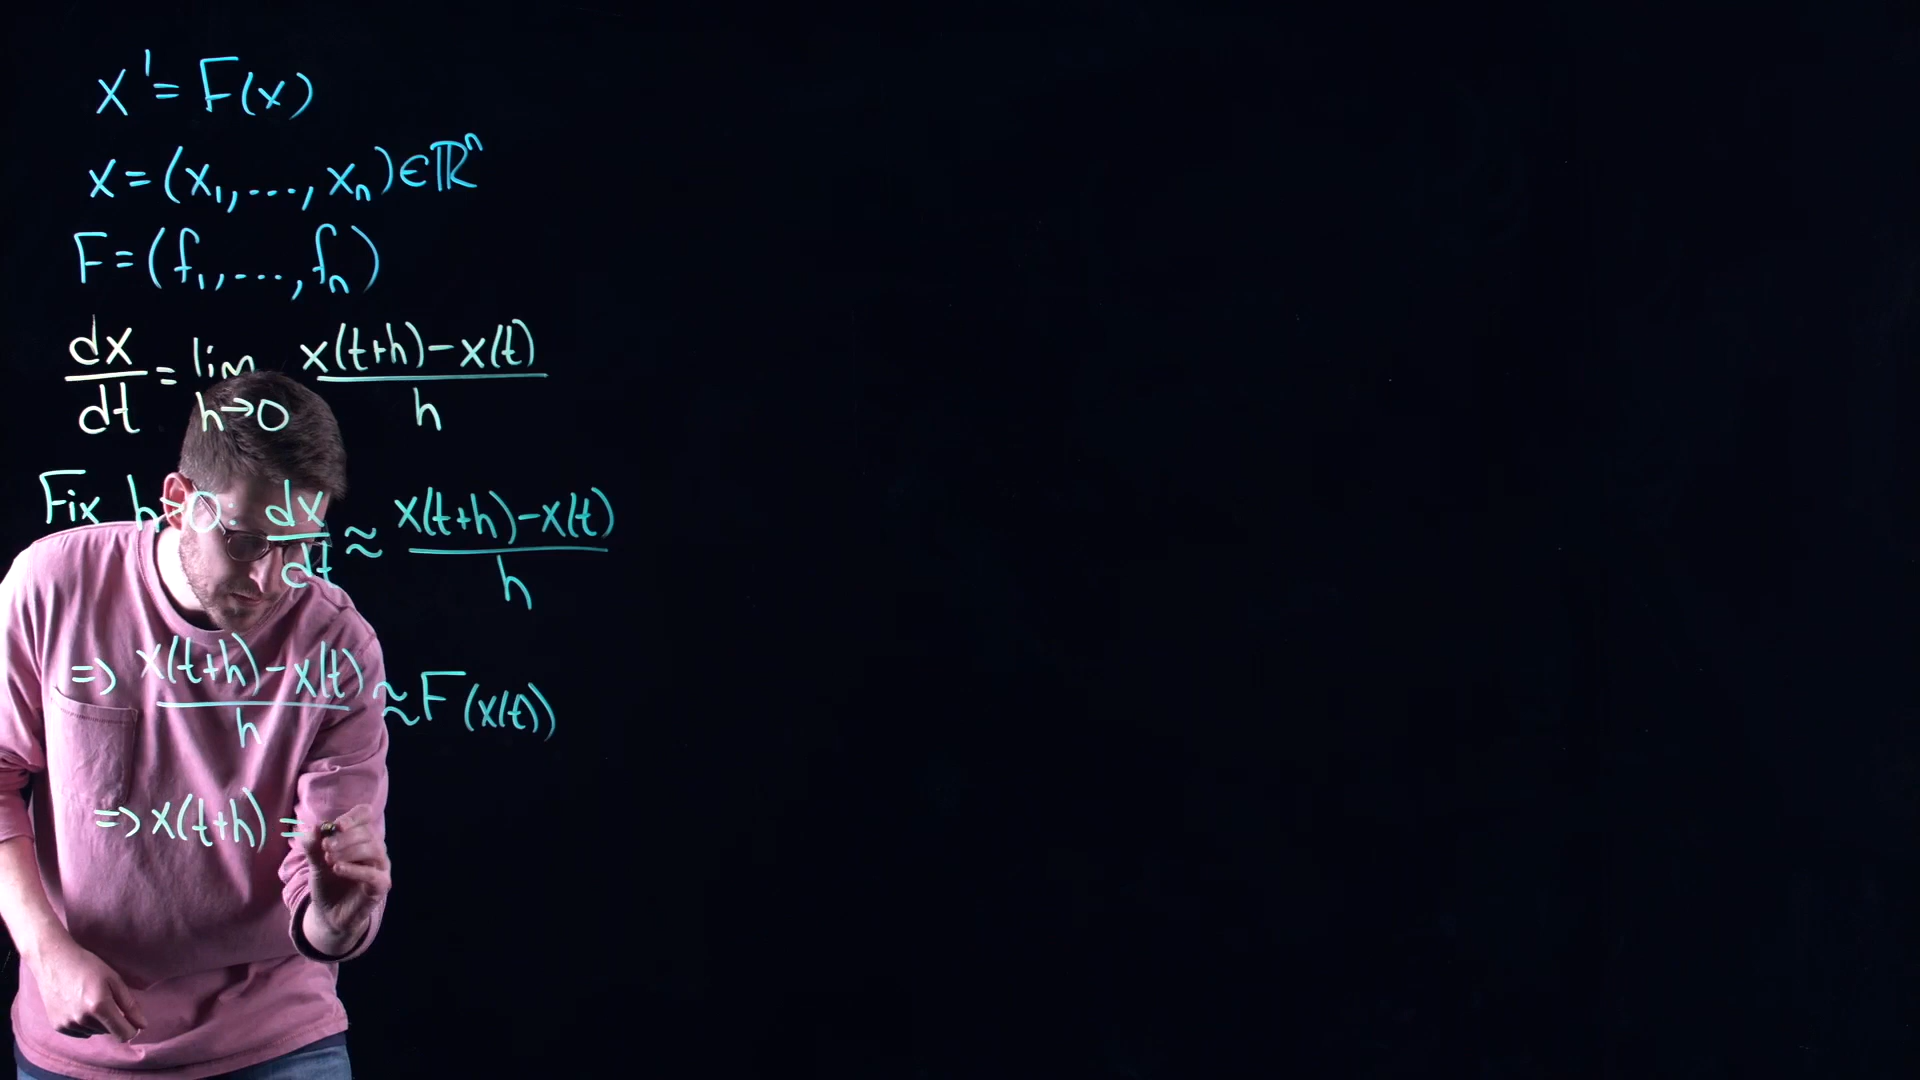 x' = F(x)
x = (x₁, ..., xₙ) ∈ ℝⁿ
F = (f₁, ..., fₙ)
dx/dt = lim h→0 (x(t+h) - x(t))/h
Fix h>0: dx/dt ≈ (x(t+h) - x(t))/h
⇒ (x(t+h) - x(t))/h ≈ F(x(t))
⇒ x(t+h) =